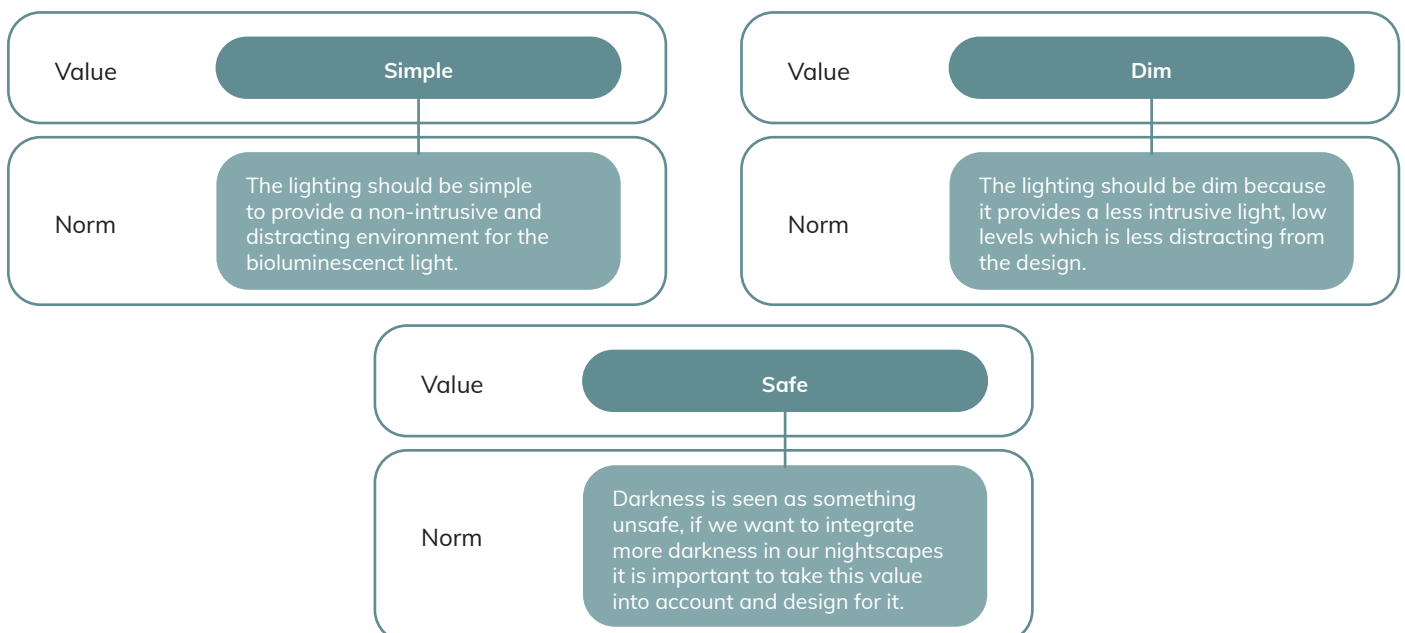 Value
Simple
Norm
The lighting should be simple
to provide a non-intrusive and
distracting environment for the
bioluminescenct light.
Value
Dim
Norm
The lighting should be dim because
it provides a less intrusive light, low
levels which is less distracting from
the design.
Value
Safe
Norm
Darkness is seen as something
unsafe, if we want to integrate
more darkness in our nightscapes
it is important to take this value
into account and design for it.